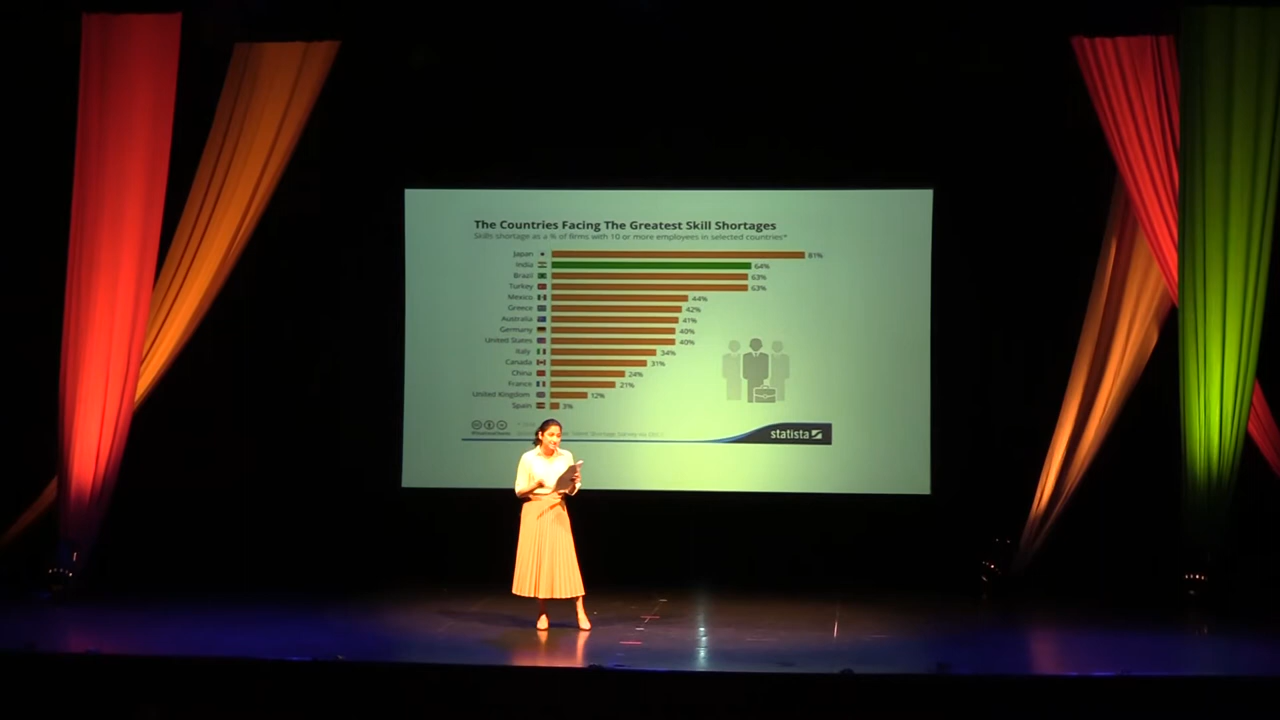 The Countries Facing The Greatest Skill Shortages
Skills shortage as a % of firms with 10 or more employees in selected countries*
Japan 81%
India 64%
Brazil 63%
Turkey 63%
Mexico 44%
Greece 42%
Australia 41%
Germany 40%
United States 40%
Italy 34%
Canada 31%
China 24%
France 21%
United Kingdom 12%
Spain 3%
statista